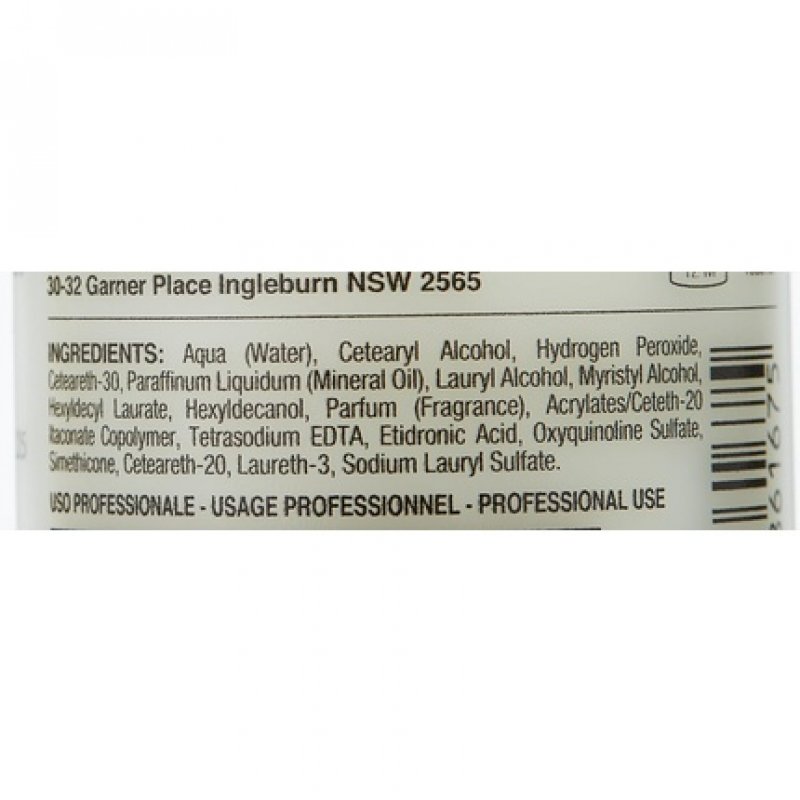 30-32 Garner Place Ingleburn NSW 2565
INGREDIENTS: Aqua (Water), Cetearyl Alcohol, Hydrogen Peroxide,
Ceteareth-30, Paraffinum Liquidum (Mineral Oil), Lauryl Alcohol, Myristyl Alcohol,
Hexyldecyl Laurate, Hexyldecanol, Parfum (Fragrance), Acrylates/Ceteth-20
Itaconate Copolymer, Tetrasodium EDTA, Etidronic Acid, Oxyquinoline Sulfate,
Simethicone, Ceteareth-20, Laureth-3, Sodium Lauryl Sulfate.
USO PROFESSIONALE - USAGE PROFESSIONNEL - PROFESSIONAL USE
361675